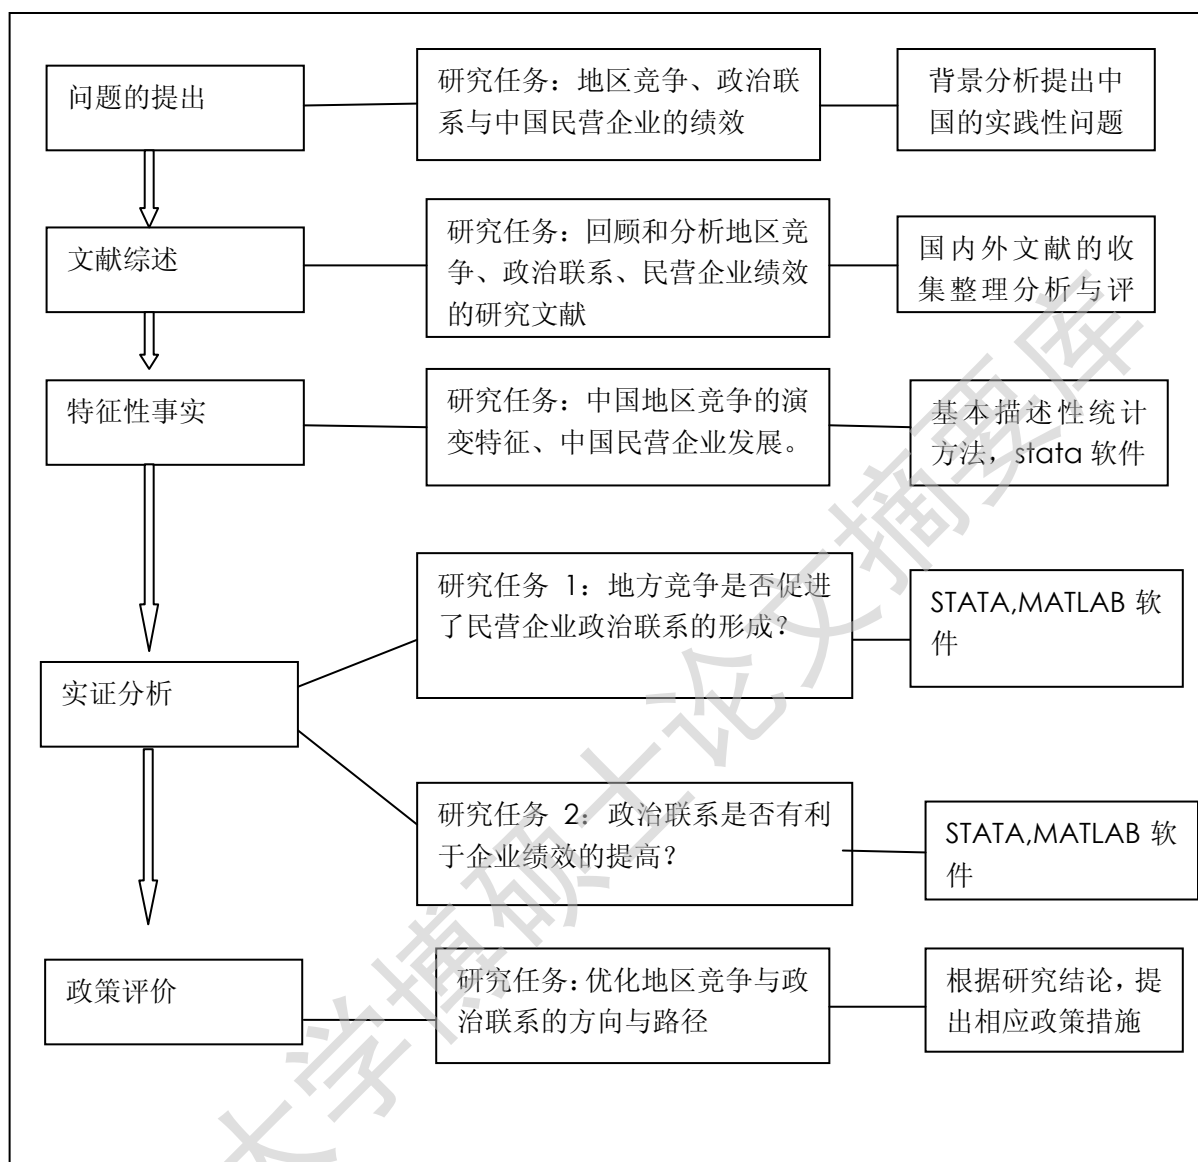 问题的提出
研究任务：地区竞争、政治联
系与中国民营企业的绩效
背景分析提出中
国的实践性问题
文献综述
研究任务：回顾和分析地区竞
争、政治联系、民营企业绩效
的研究文献
国内外文献的收
集整理分析与评
特征性事实
研究任务：中国地区竞争的演
变特征、中国民营企业发展。
基本描述性统计
方法，stata 软件
实证分析
研究任务 1：地方竞争是否促进
了民营企业政治联系的形成？
STATA,MATLAB 软
件
研究任务 2：政治联系是否有利
于企业绩效的提高？
STATA,MATLAB 软
件
政策评价
研究任务：优化地区竞争与政
治联系的方向与路径
根据研究结论，提
出相应政策措施
大学博硕士论文摘要库